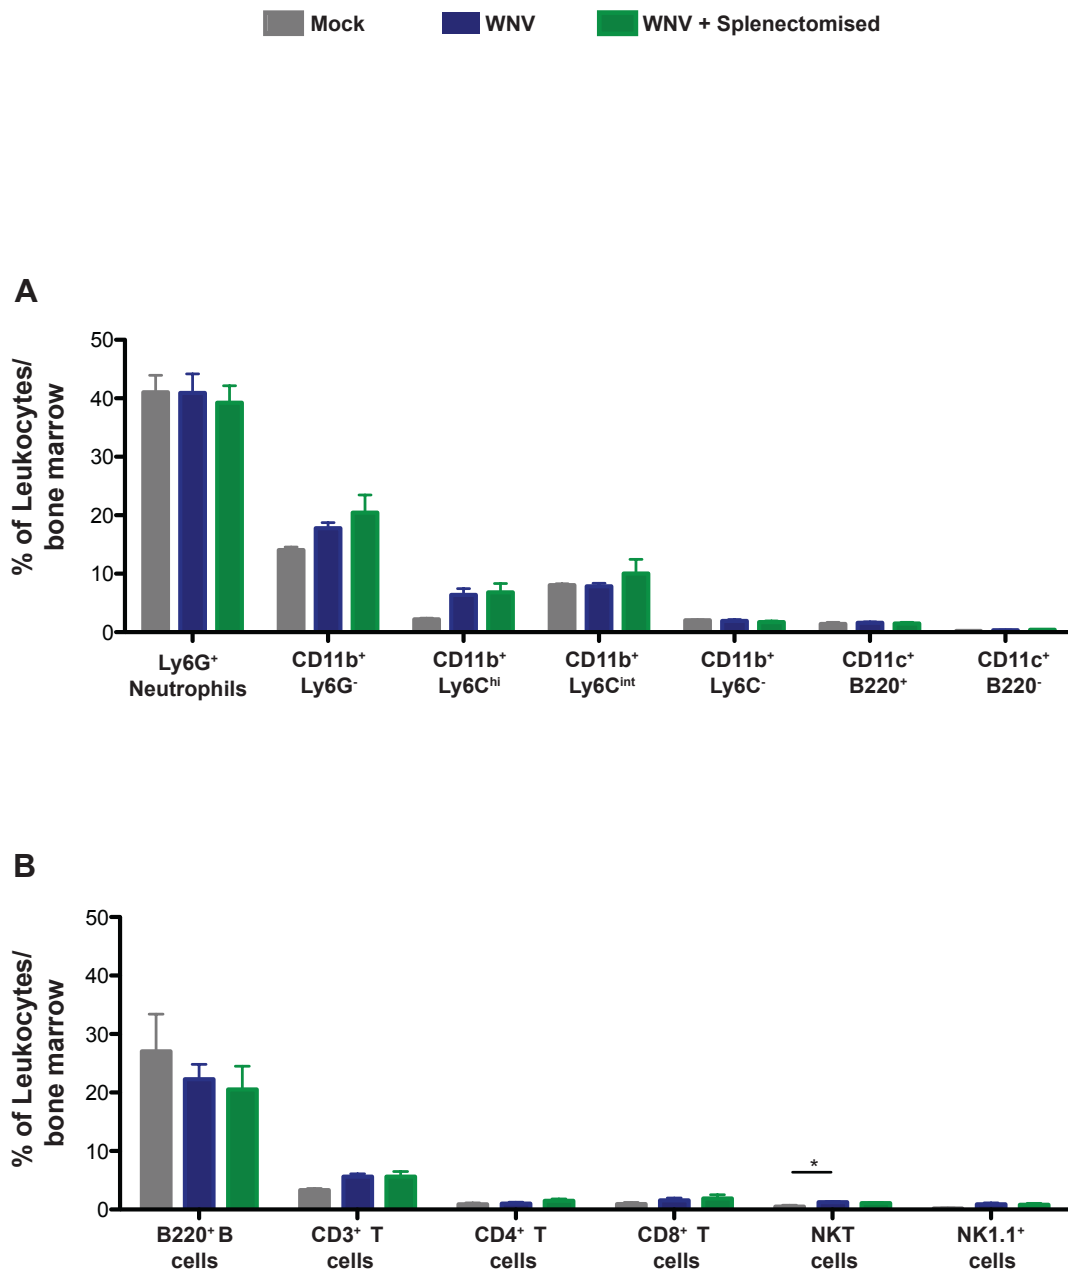 Mock WNV WNV + Splenectomised
A
% of Leukocytes/
bone marrow
50
40
30
20
10
0
Ly6G⁺ CD11b⁺ CD11b⁺ CD11b⁺ CD11b⁺ CD11c⁺ CD11c⁺
Neutrophils Ly6G⁻ Ly6Cʰⁱ Ly6Cⁱⁿᵗ Ly6C⁻ B220⁺ B220⁻
B
% of Leukocytes/
bone marrow
50
40
30
20
10
0
*
B220⁺ B CD3⁺ T CD4⁺ T CD8⁺ T NKT NK1.1⁺
cells cells cells cells cells cells